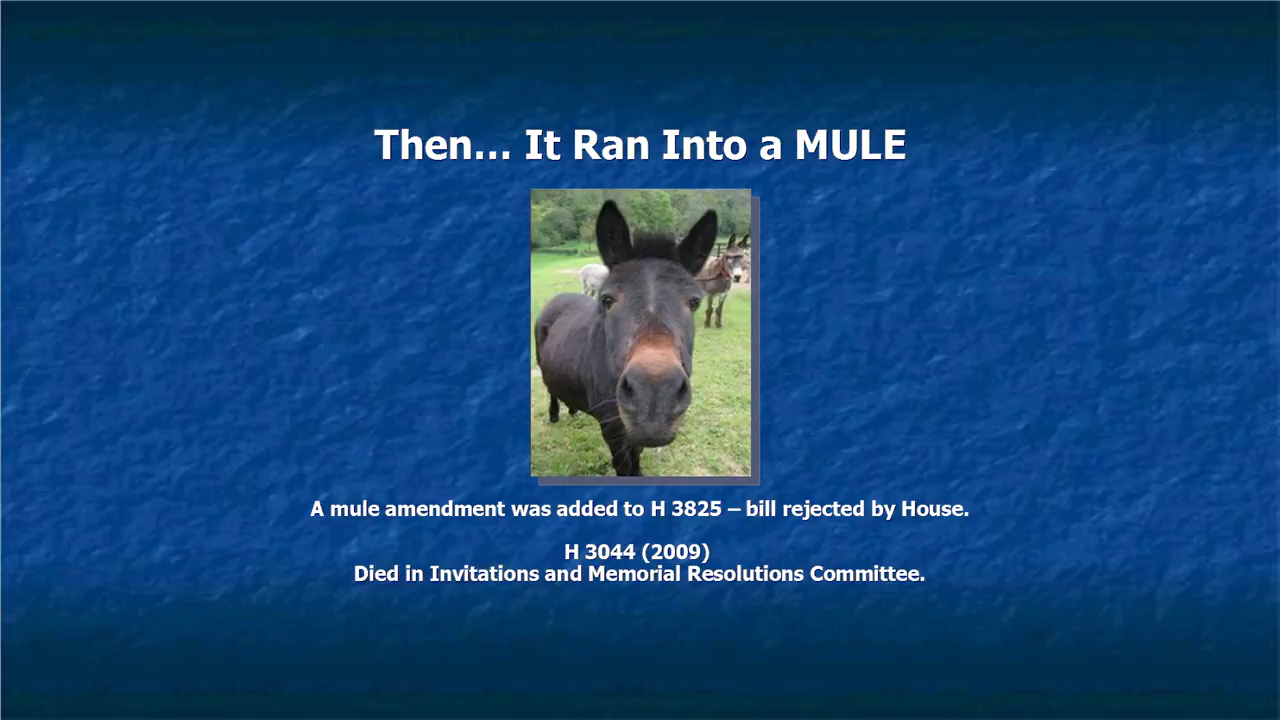 Then... It Ran Into a MULE
A mule amendment was added to H 3825 – bill rejected by House.
H 3044 (2009)
Died in Invitations and Memorial Resolutions Committee.